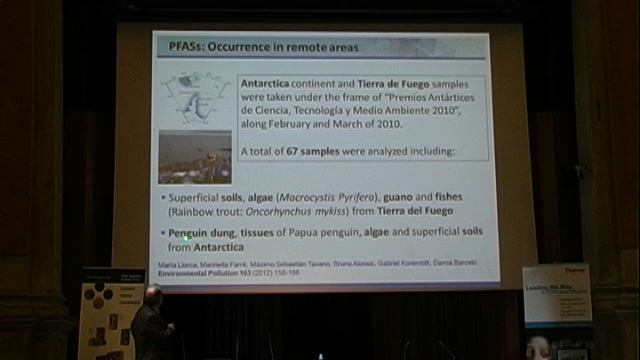 PFASs: Occurrence in remote areas
Antarctica continent and Tierra de Fuego samples
were taken under the frame of "Premios Antárticos
de Ciencia, Tecnología y Medio Ambiente 2010",
along February and March of 2010.
A total of 67 samples were analyzed including:
Superficial soils, algae (Macrocystis Pyrifera), guano and fishes
(Rainbow trout: Oncorhynchus mykiss) from Tierra del Fuego
Penguin dung, tissues of Papua penguin, algae and superficial soils
from Antarctica
Marta Llorca, Marinella Farré, Máximo Sebastián Tavano, Bruno Alonso, Gabriel Koremblit, Damià Barceló
Environmental Pollution 163 (2012) 158-166
Leading the Way